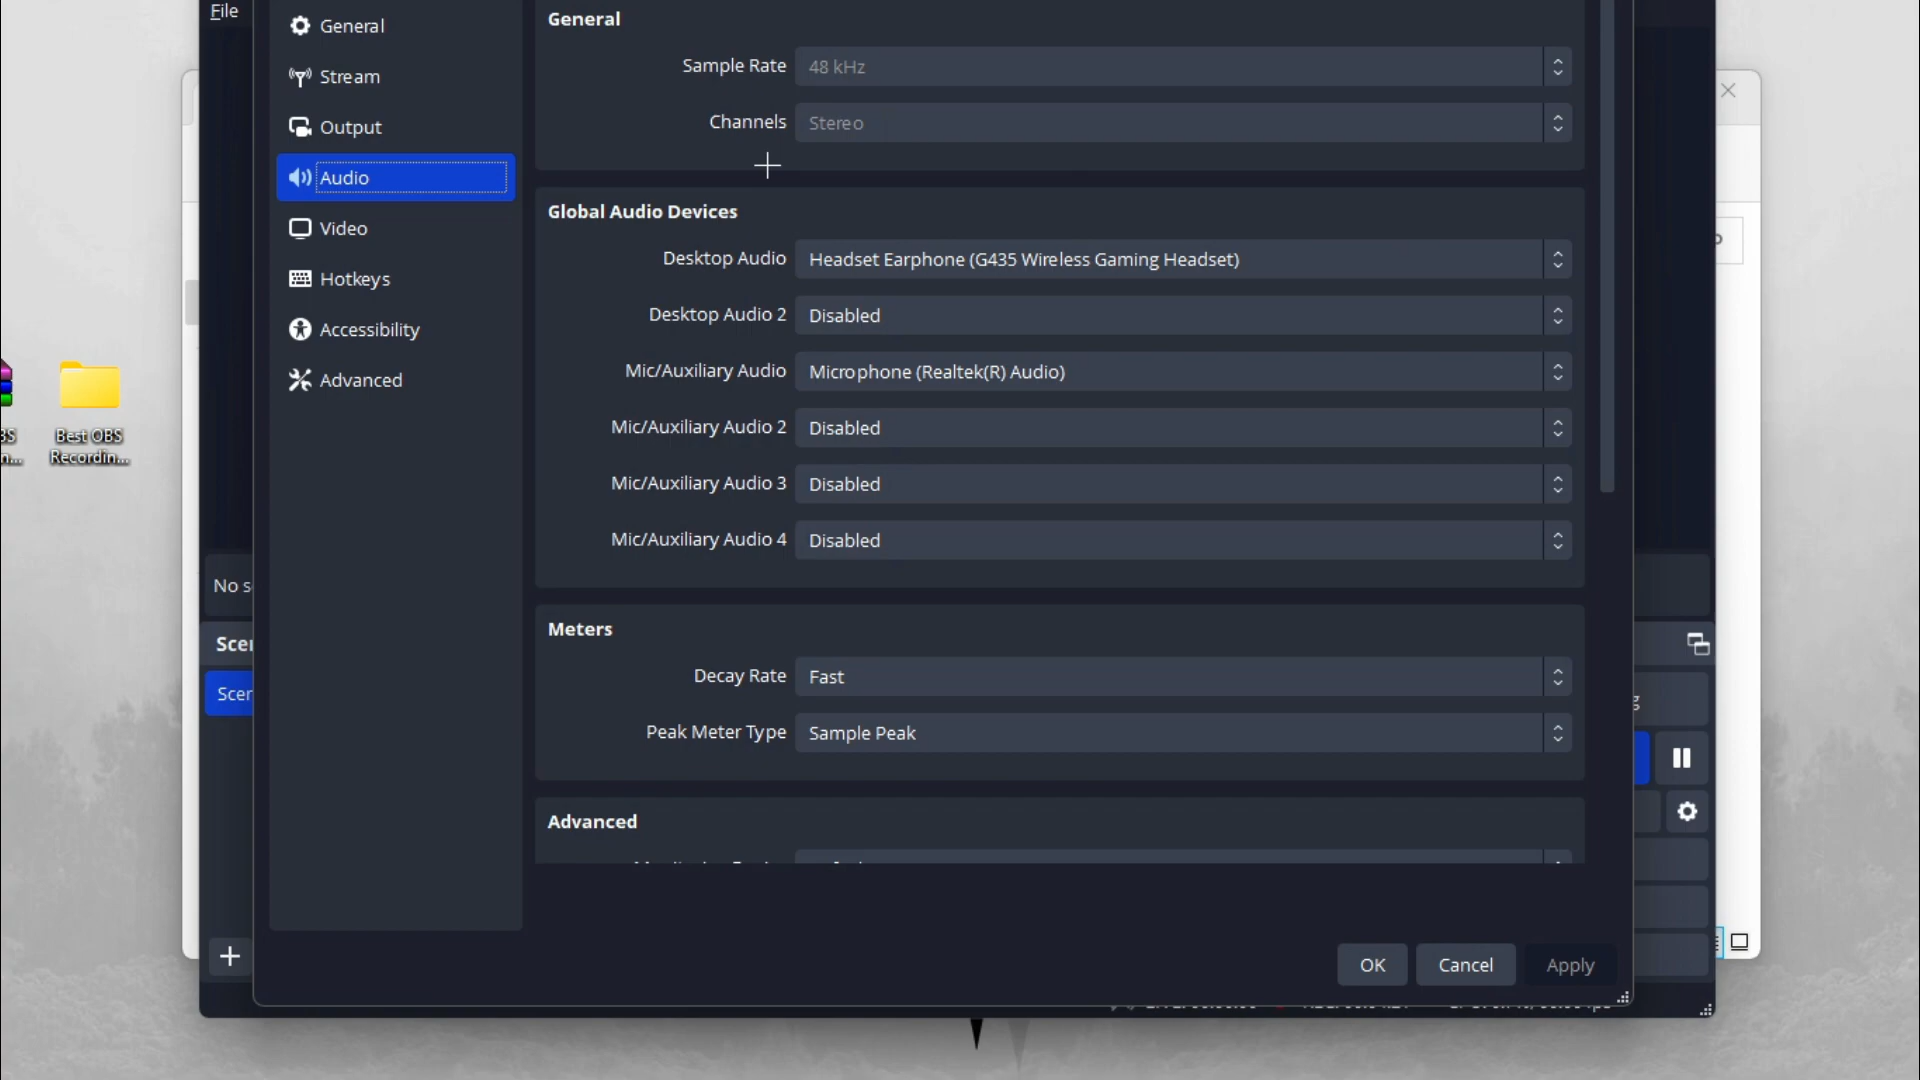 File
General
Stream
Output
Audio
Video
Hotkeys
Accessibility
Advanced
General
Sample Rate 48 kHz
Channels Stereo
Global Audio Devices
Desktop Audio Headset Earphone (G435 Wireless Gaming Headset)
Desktop Audio 2 Disabled
Mic/Auxiliary Audio Microphone (Realtek(R) Audio)
Mic/Auxiliary Audio 2 Disabled
Mic/Auxiliary Audio 3 Disabled
Mic/Auxiliary Audio 4 Disabled
Meters
Decay Rate Fast
Peak Meter Type Sample Peak
Advanced
OK Cancel Apply
Best OBS
Recordin...
No s
Scen
Scen